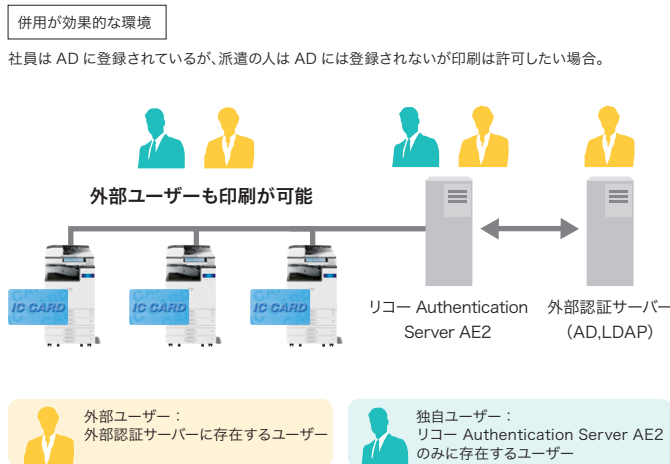 併用が効果的な環境
社員は AD に登録されているが、派遣の人は AD には登録されないが印刷は許可したい場合。
外部ユーザーも印刷が可能
IC CARD
IC CARD
IC CARD
リコー Authentication
Server AE2
外部認証サーバー
（AD,LDAP）
外部ユーザー：
外部認証サーバーに存在するユーザー
独自ユーザー：
リコー Authentication Server AE2
のみに存在するユーザー